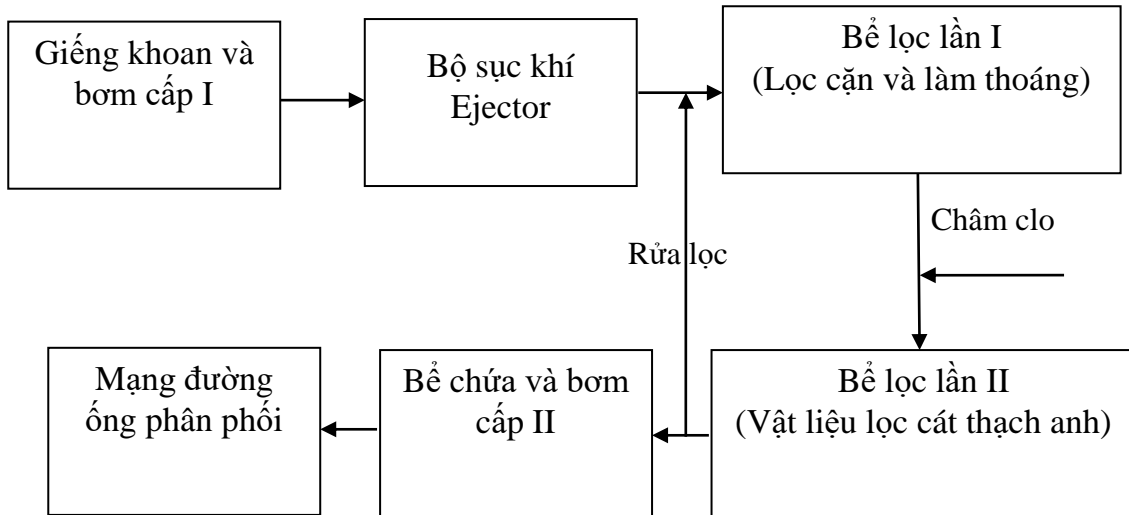 Giếng khoan và
bơm cấp I
Bộ sục khí
Ejector
Bể lọc lần I
(Lọc cặn và làm thoáng)
Châm clo
Rửa lọc
Mạng đường
ống phân phối
Bể chứa và bơm
cấp II
Bể lọc lần II
(Vật liệu lọc cát thạch anh)